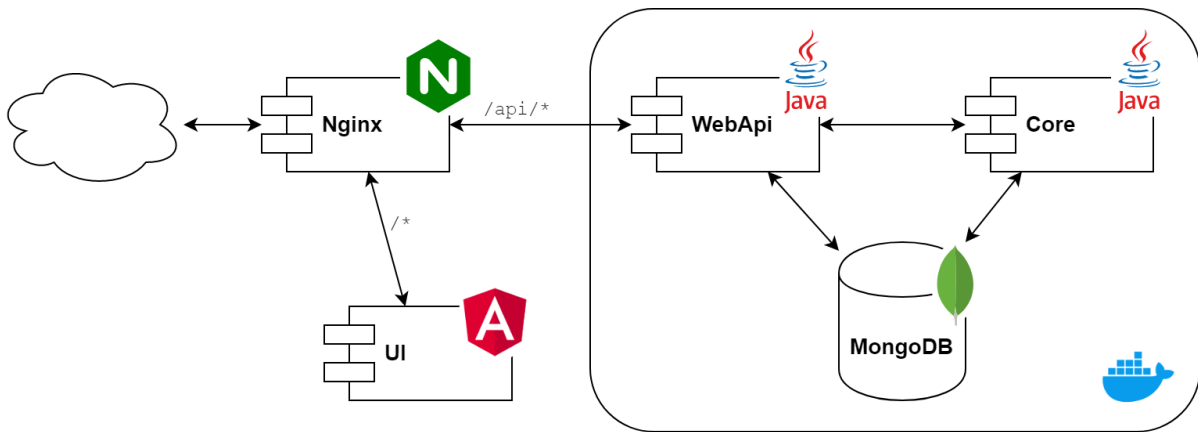 Nginx
/api/*
WebApi
Java
Core
Java
/*
UI
MongoDB